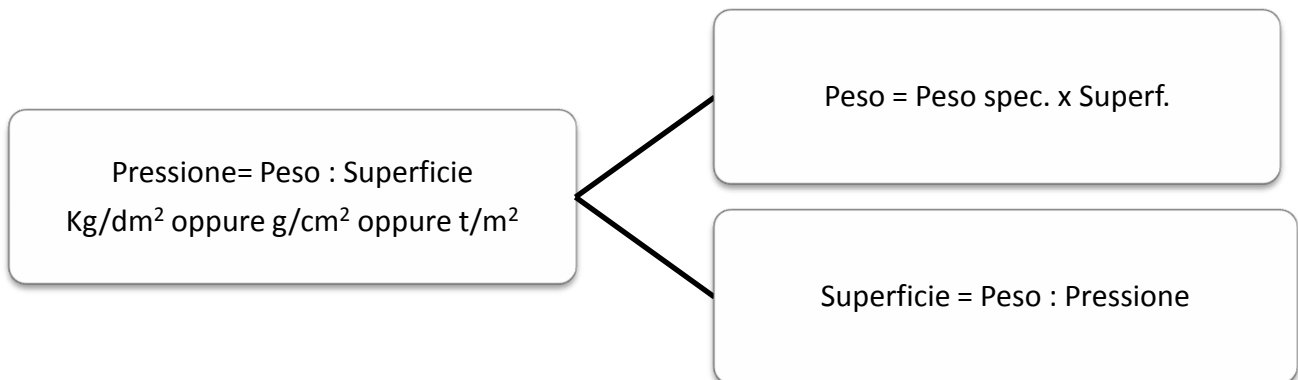 Pressione= Peso : Superficie
Kg/dm² oppure g/cm² oppure t/m²
Peso = Peso spec. x Superf.
Superficie = Peso : Pressione